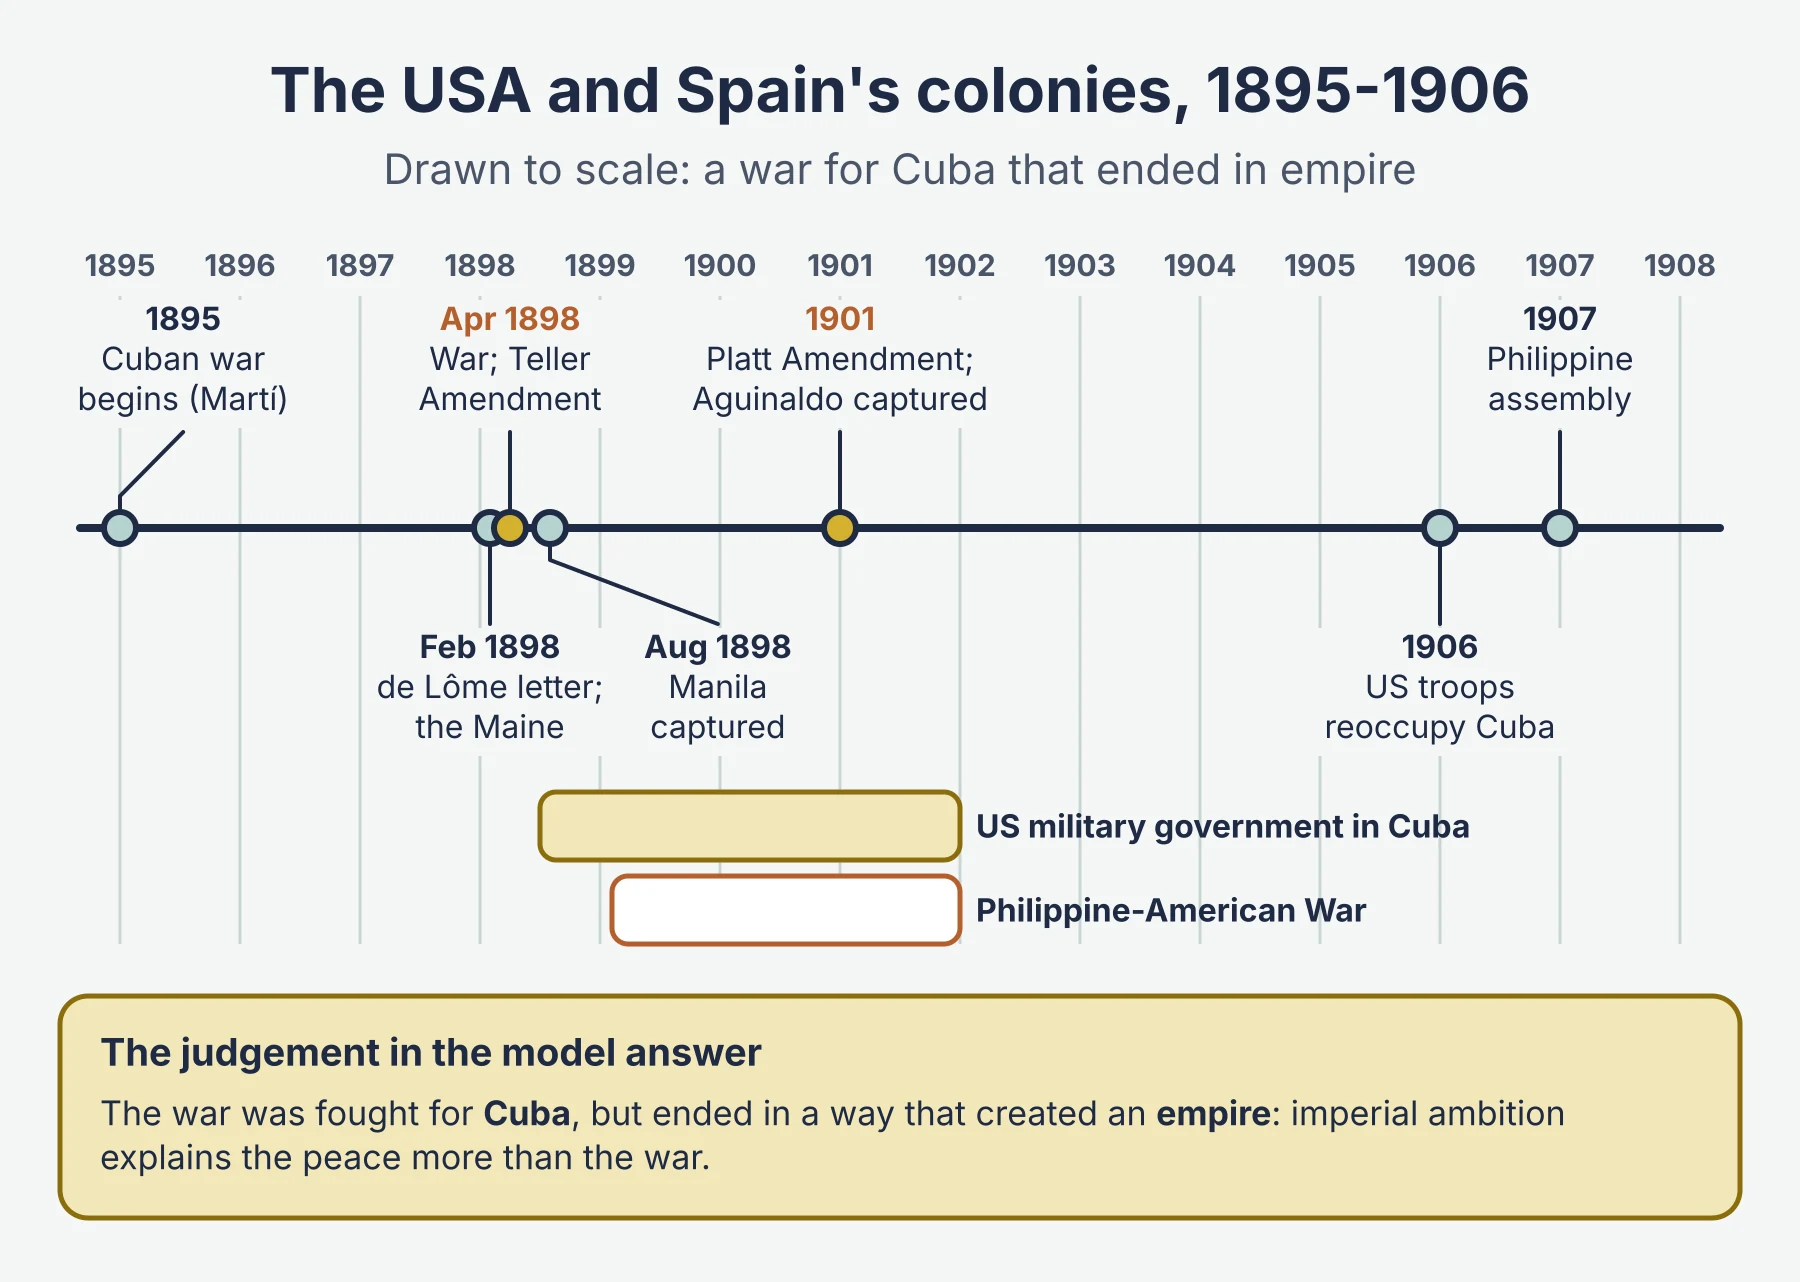 The USA and Spain's colonies, 1895-1906
Drawn to scale: a war for Cuba that ended in empire
1895 1896 1897 1898 1899 1900 1901 1902 1903 1904 1905 1906 1907 1908
1895
Cuban war
begins (Martí)
Apr 1898
War; Teller
Amendment
1901
Platt Amendment;
Aguinaldo captured
1907
Philippine
assembly
Feb 1898
de Lôme letter;
the Maine
Aug 1898
Manila
captured
1906
US troops
reoccupy Cuba
US military government in Cuba
Philippine-American War
The judgement in the model answer
The war was fought for Cuba, but ended in a way that created an empire: imperial ambition
explains the peace more than the war.